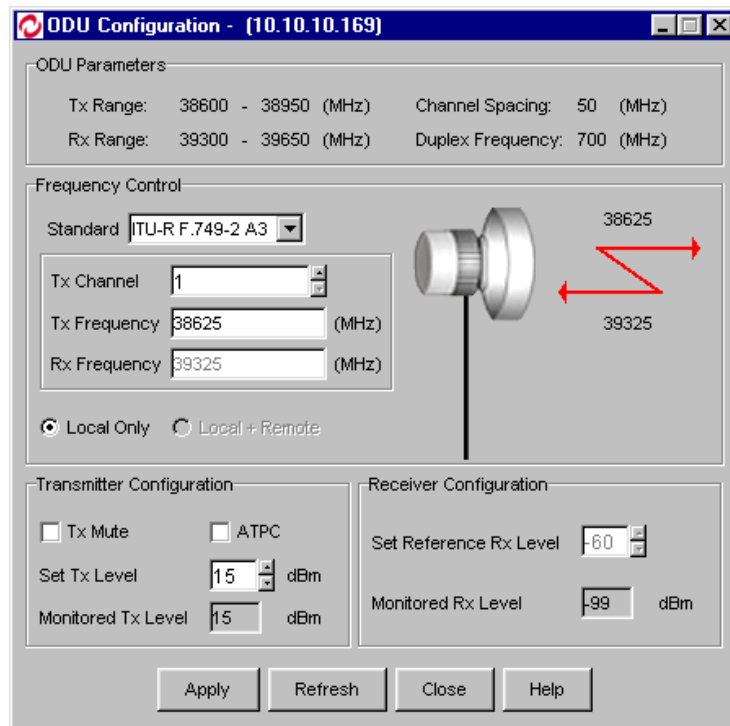 ODU Configuration - (10.10.10.169)
ODU Parameters
Tx Range: 38600 - 38950 (MHz) Channel Spacing: 50 (MHz)
Rx Range: 39300 - 39650 (MHz) Duplex Frequency: 700 (MHz)
Frequency Control
Standard ITU-R F.749-2 A3
38625
Tx Channel 1
Tx Frequency 38625 (MHz)
39325
Rx Frequency 39325 (MHz)
Local Only Local + Remote
Transmitter Configuration
Tx Mute ATPC
Set Tx Level 15 dBm
Monitored Tx Level 15 dBm
Receiver Configuration
Set Reference Rx Level -60
Monitored Rx Level -99 dBm
Apply Refresh Close Help